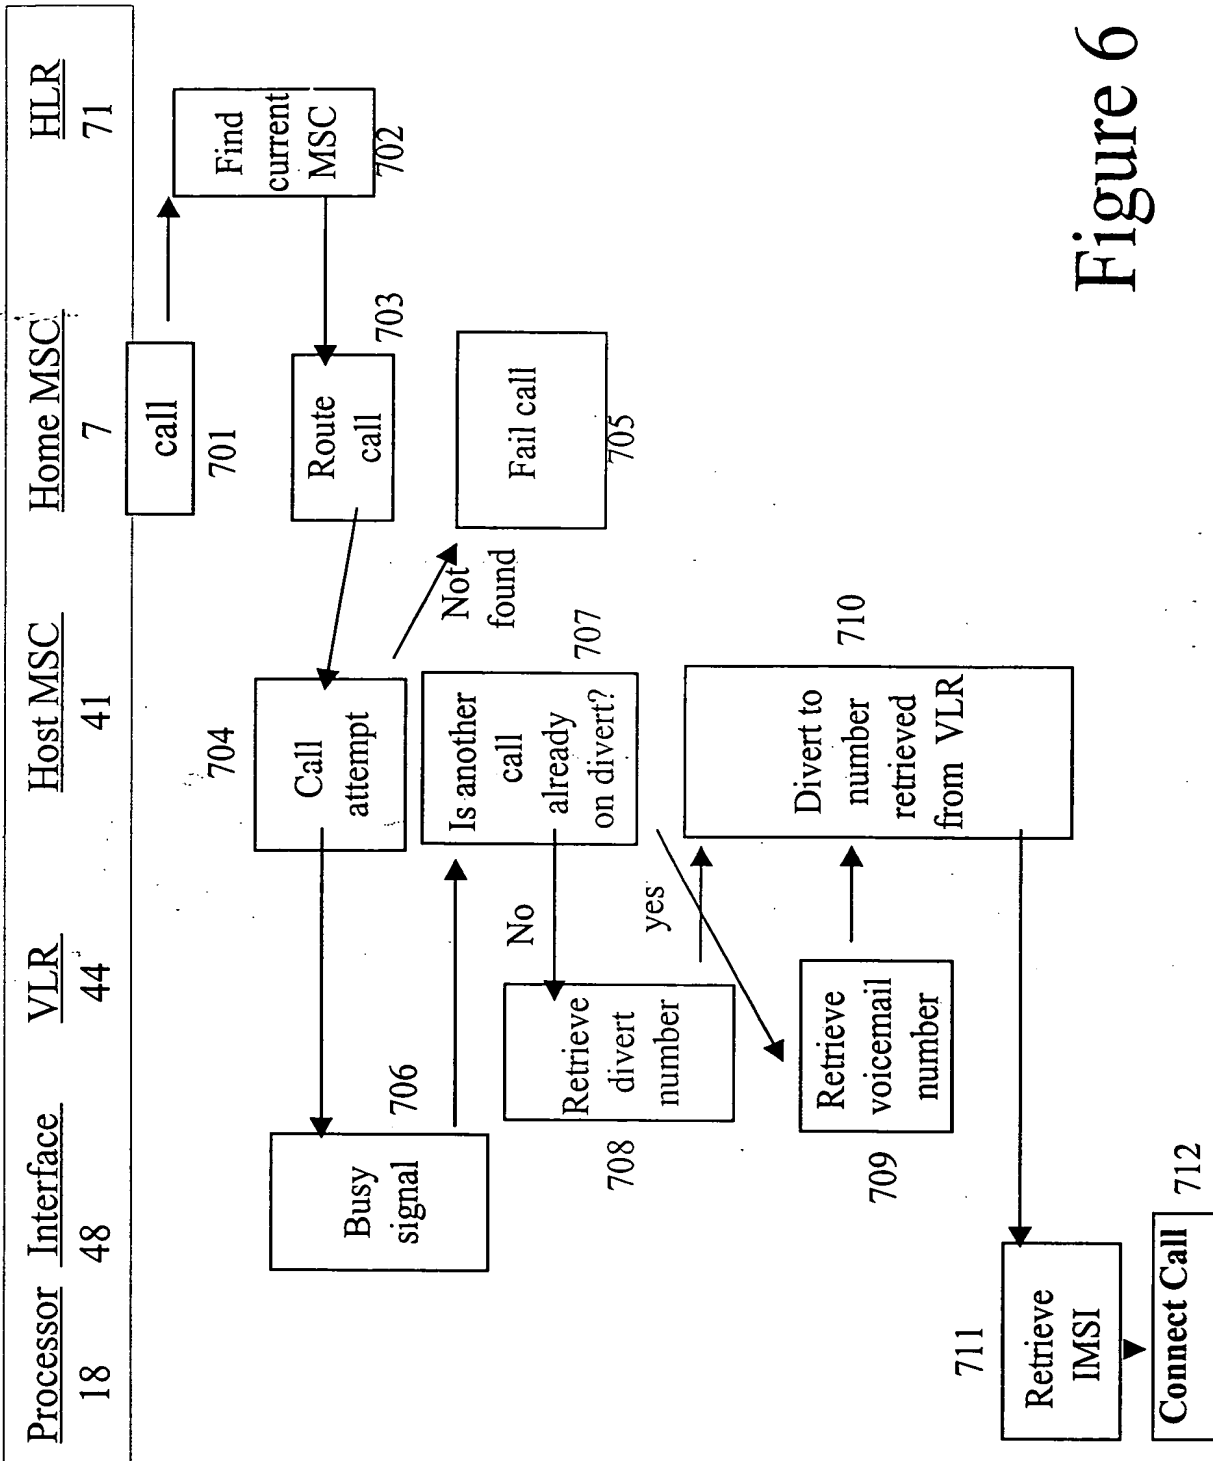 Processor
18
Interface
48
VLR
44
Host MSC
41
Home MSC
7
HLR
71
call
701
Find
current
MSC
702
Route
call
703
Call
attempt
704
Not
found
Fail call
705
Busy
signal
706
Is another
call
already
on divert?
707
No
yes
Retrieve
divert
number
708
Retrieve
voicemail
number
709
Divert to
number
retrieved
from VLR
710
Retrieve
IMSI
711
Connect Call
712
Figure 6